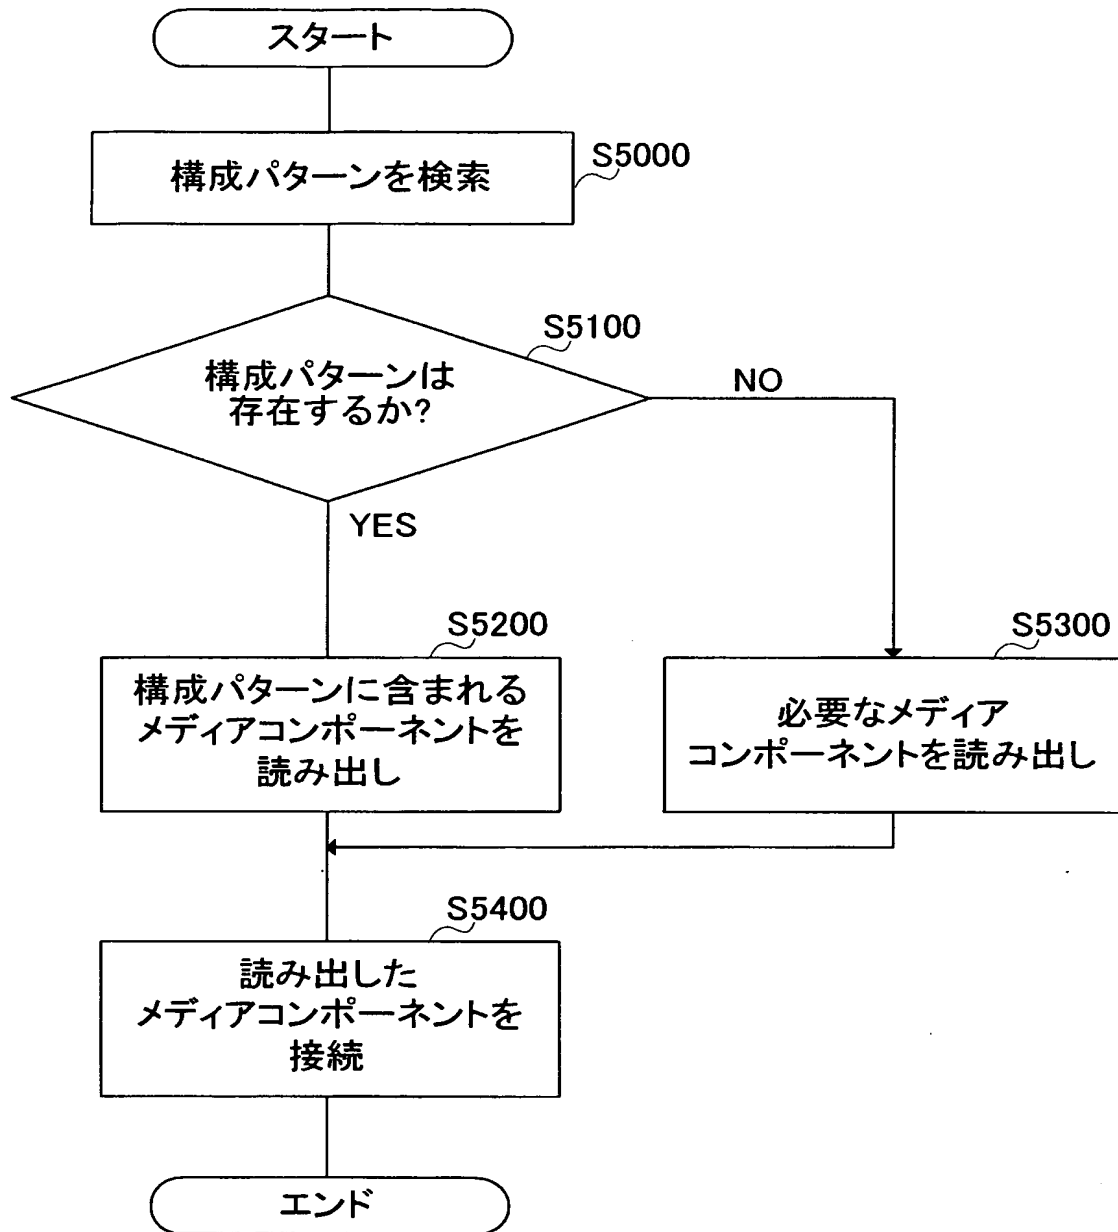 スタート
構成パターンを検索
S5000
S5100
構成パターンは
存在するか?
NO
YES
S5200
構成パターンに含まれる
メディアコンポーネントを
読み出し
S5300
必要なメディア
コンポーネントを読み出し
S5400
読み出した
メディアコンポーネントを
接続
エンド